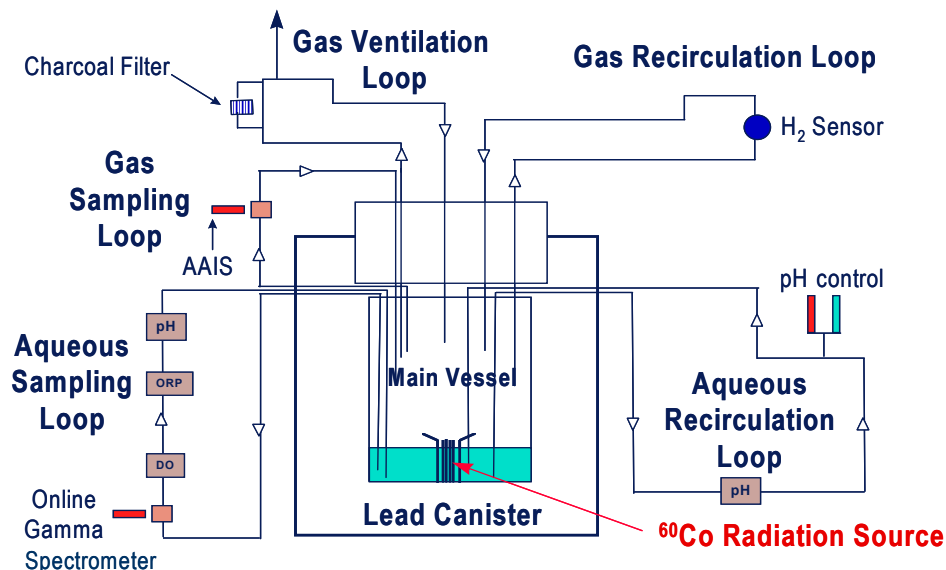 Gas Ventilation
Loop
Gas Recirculation Loop
Charcoal Filter
H₂ Sensor
Gas
Sampling
Loop
AAIS
pH control
pH
Aqueous
Sampling
Loop
ORP
Main Vessel
Aqueous
Recirculation
Loop
DO
pH
Online
Gamma
Spectrometer
Lead Canister
⁶⁰Co Radiation Source